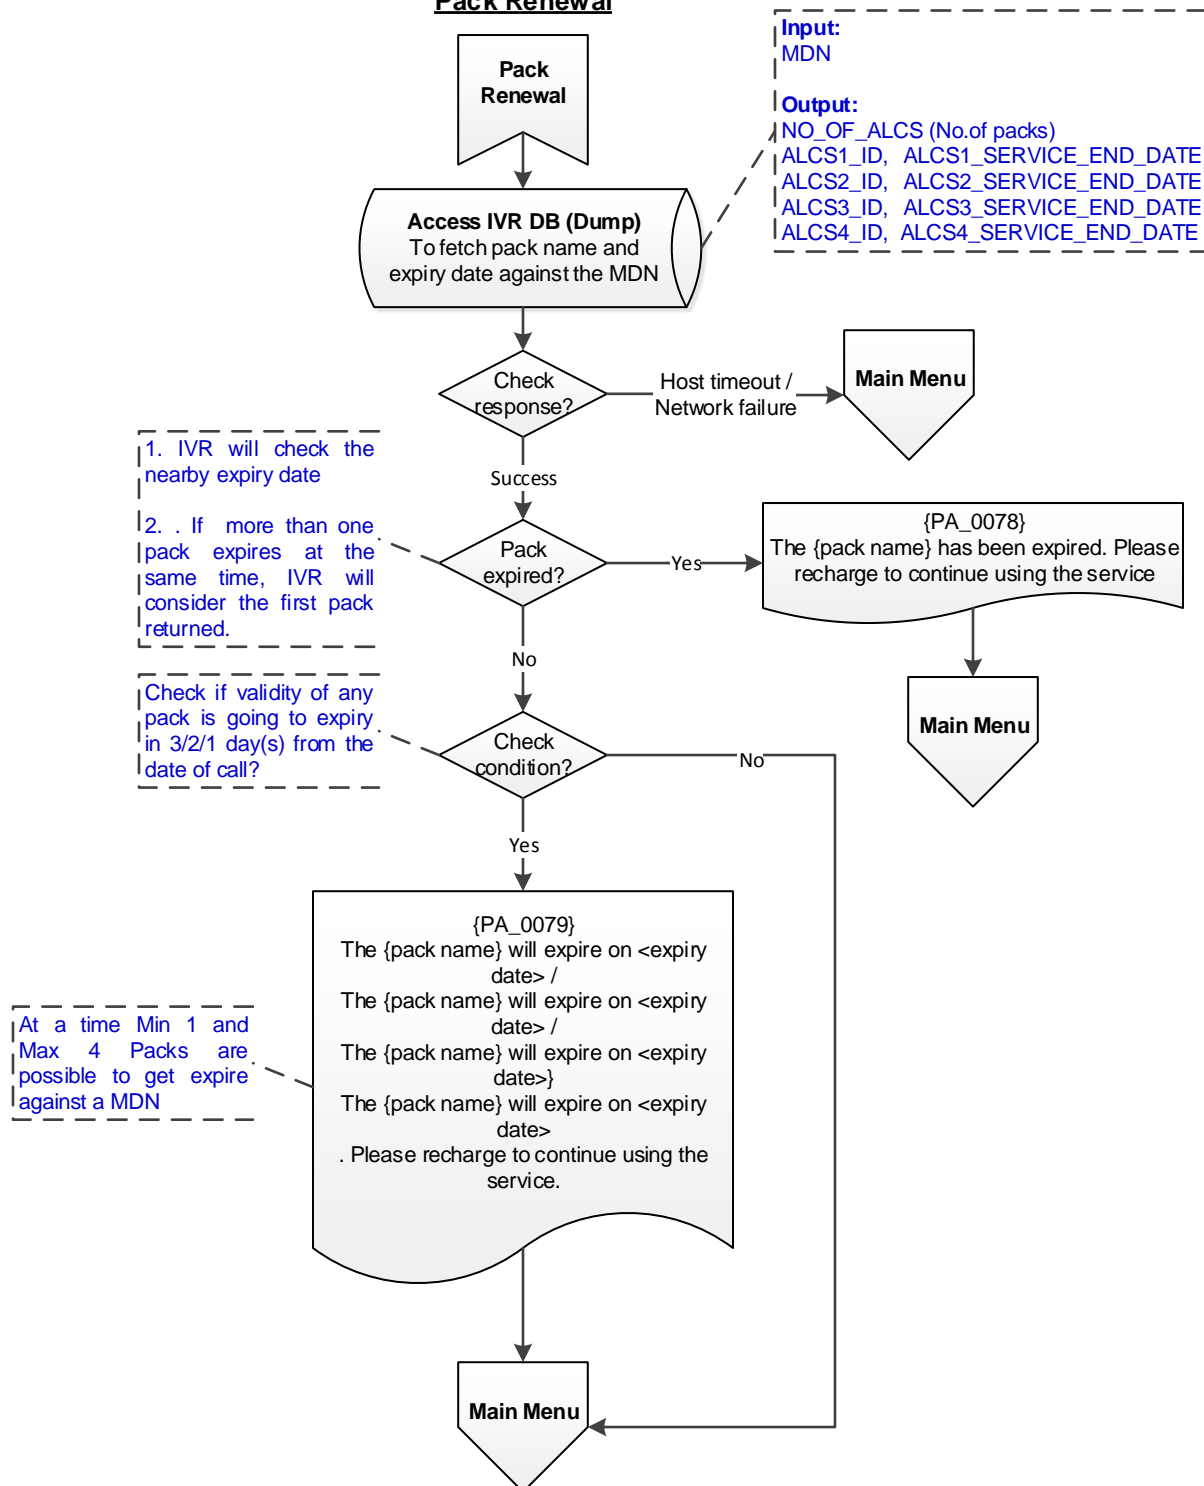 Pack Renewal
Input:
MDN
Output:
NO_OF_ALCS (No.of packs)
ALCS1_ID, ALCS1_SERVICE_END_DATE
ALCS2_ID, ALCS2_SERVICE_END_DATE
ALCS3_ID, ALCS3_SERVICE_END_DATE
ALCS4_ID, ALCS4_SERVICE_END_DATE
Pack
Renewal
Access IVR DB (Dump)
To fetch pack name and
expiry date against the MDN
Check
response?
Host timeout /
Network failure
Main Menu
Success
1. IVR will check the
nearby expiry date
2. . If more than one
pack expires at the
same time, IVR will
consider the first pack
returned.
Pack
expired?
Yes
{PA_0078}
The {pack name} has been expired. Please
recharge to continue using the service
Main Menu
No
Check if validity of any
pack is going to expiry
in 3/2/1 day(s) from the
date of call?
Check
condition?
No
Yes
{PA_0079}
The {pack name} will expire on <expiry
date> /
The {pack name} will expire on <expiry
date> /
The {pack name} will expire on <expiry
date>}
The {pack name} will expire on <expiry
date>
. Please recharge to continue using the
service.
At a time Min 1 and
Max 4 Packs are
possible to get expire
against a MDN
Main Menu